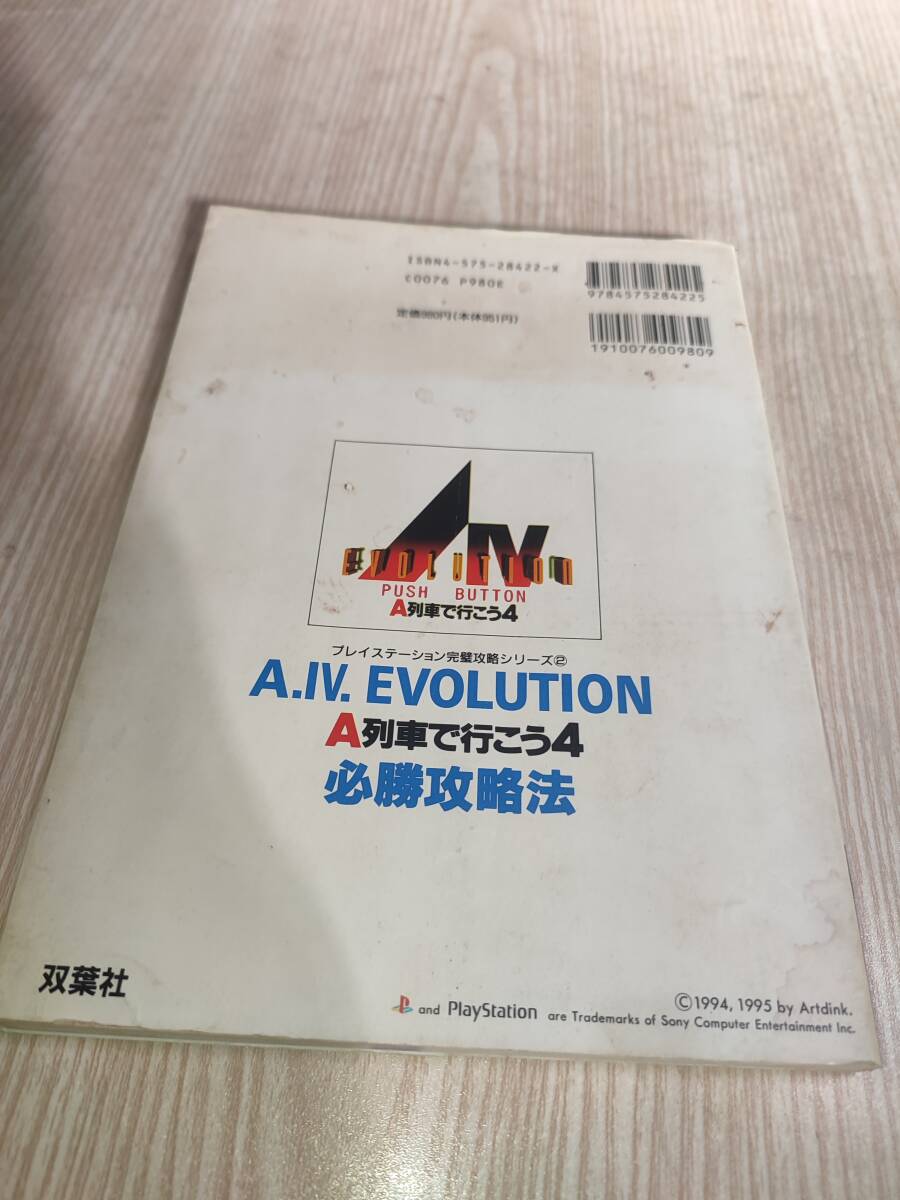 ISBN4-575-28422-X
C0076 P980E
9784575284225
定価980円(本体951円)
1910076009809
AIV
EVOLUTION
PUSH BUTTON
A列車で行こう4
プレイステーション完璧攻略シリーズ②
A.IV. EVOLUTION
A列車で行こう4
必勝攻略法
双葉社
©1994, 1995 by Artdink.
and PlayStation are Trademarks of Sony Computer Entertainment Inc.